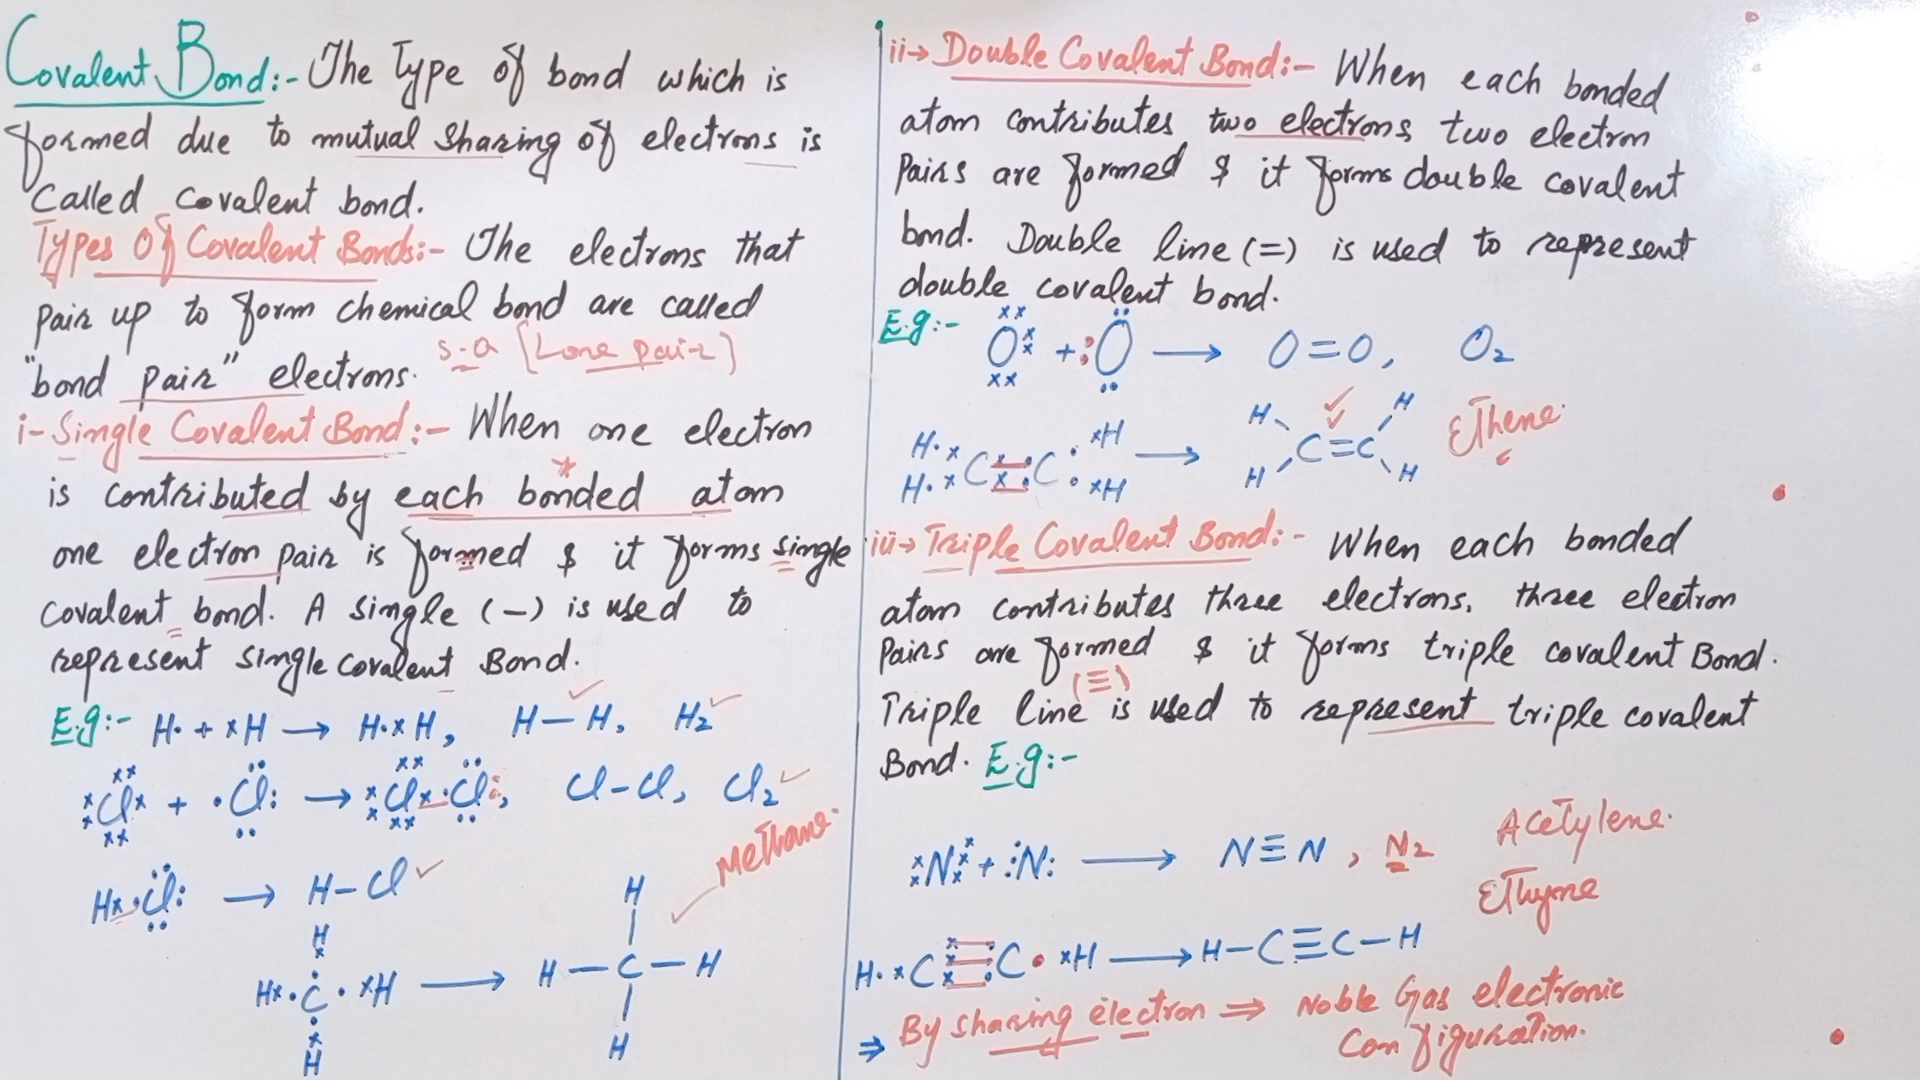 Covalent Bond:- The Type of bond which is
formed due to mutual sharing of electrons is
called covalent bond.
Types Of Covalent Bonds:- The electrons that
pair up to form chemical bond are called
"bond pair" electrons. (Lone pair)
i- Single Covalent Bond:- When one electron
is contributed by each bonded atom
one electron pair is formed & it forms single
covalent bond. A single (-) is used to
represent single covalent Bond.
E.g:- H· + ×H → H·×H, H-H, H2
Cl + ·Cl: → Cl×·Cl:, Cl-Cl, Cl2
H×·Cl: → H-Cl
Methane
H
H×·C·×H
H
→
H
H-C-H
H
ii→ Double Covalent Bond:- When each bonded
atom contributes two electrons two electron
Pairs are formed & it forms double covalent
bond. Double line (=) is used to represent
double covalent bond.
E.g:- O + :O → O=O, O2
H·× C :: C ·×H → H C=C H Ethene
H·× ·×H H H
iii→ Triple Covalent Bond:- When each bonded
atom contributes three electrons, three electron
Pairs are formed & it forms triple covalent Bond.
(≡)
Triple line is used to represent triple covalent
Bond. E.g:-
N + :N: → N≡N, N2
Acetylene
Ethyne
H·×C≡C·×H → H-C≡C-H
⇒ By sharing electron ⇒ Noble Gas electronic
Configuration.